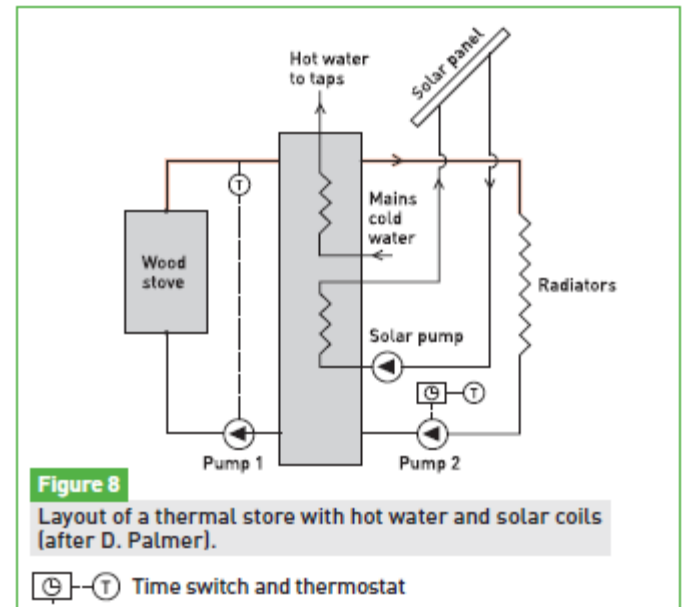 Hot water
to taps
Solar panel
T
Mains
cold
water
Wood
stove
Radiators
Solar pump
T
Pump 1
Pump 2
Figure 8
Layout of a thermal store with hot water and solar coils
(after D. Palmer).
T Time switch and thermostat